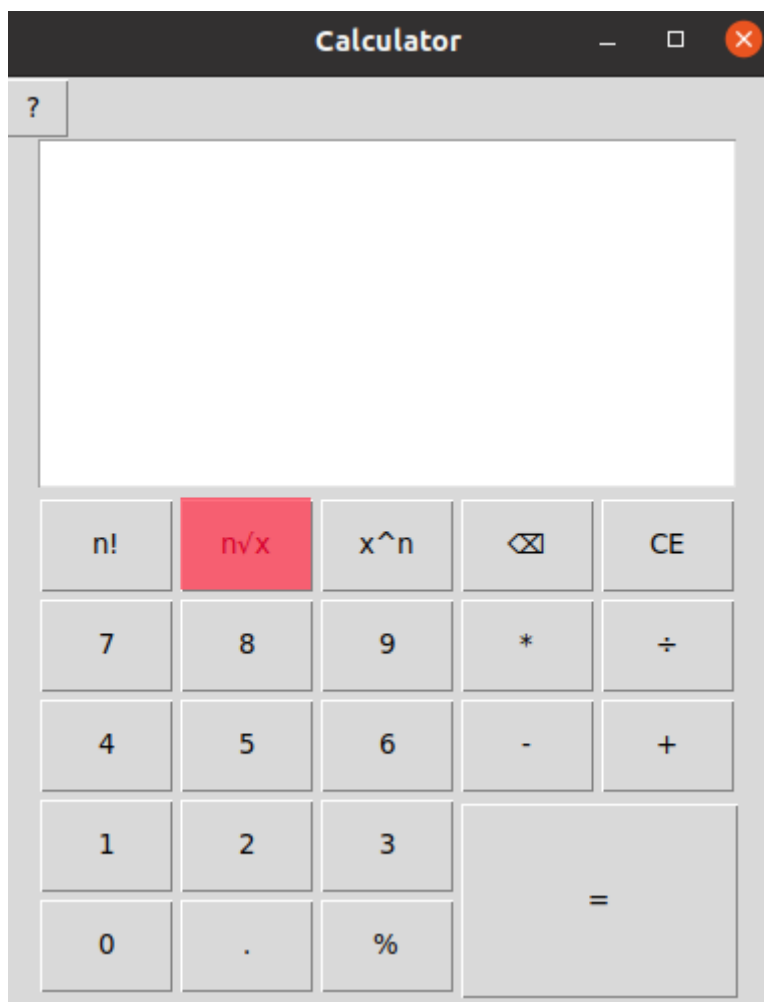 Calculator
?
n! n√x x^n ⌫ CE
7 8 9 * ÷
4 5 6 - +
1 2 3
=
0 . %